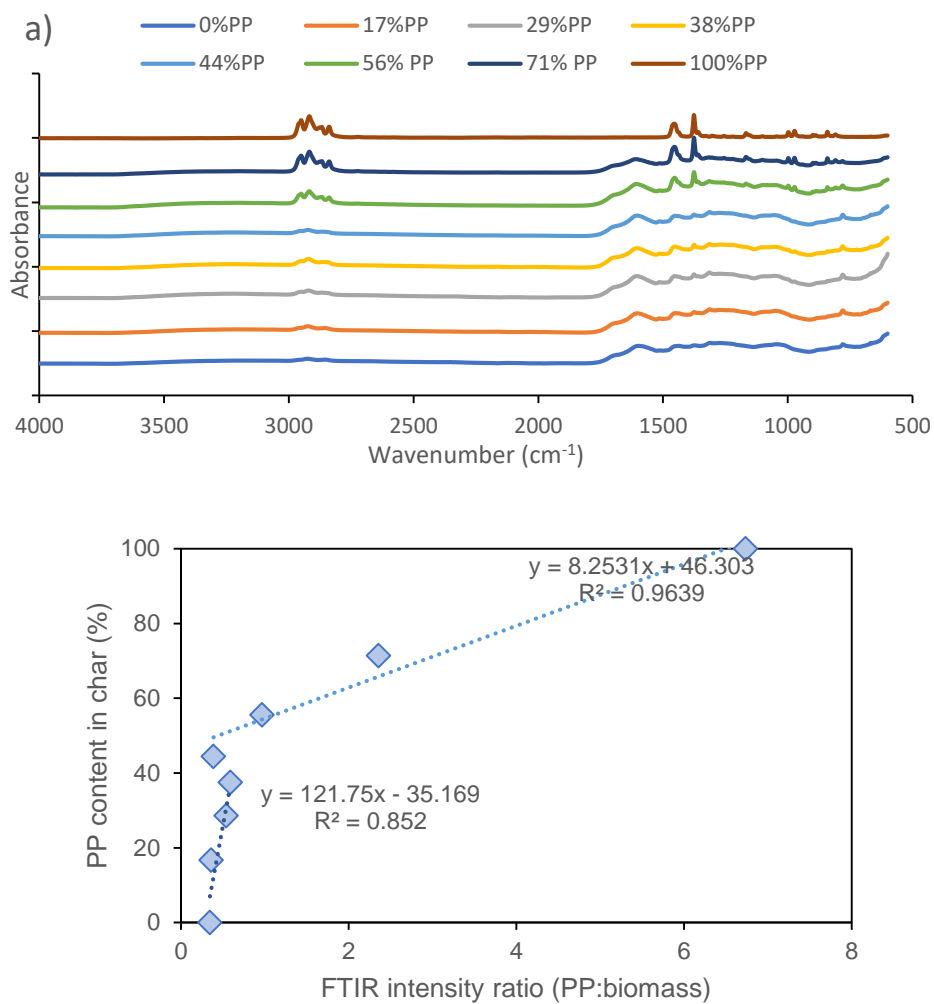 a)
0%PP 17%PP 29%PP 38%PP
44%PP 56% PP 71% PP 100%PP
Absorbance
4000 3500 3000 2500 2000 1500 1000 500
Wavenumber (cm⁻¹)
PP content in char (%)
100
80
60
40
20
0
y = 8.2531x + 46.303
R² = 0.9639
y = 121.75x - 35.169
R² = 0.852
0 2 4 6 8
FTIR intensity ratio (PP:biomass)